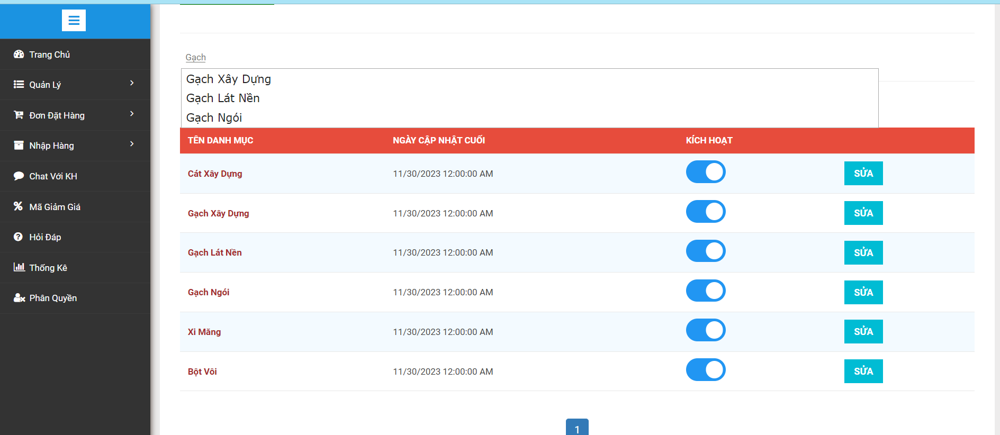 Trang Chủ
Quản Lý
Đơn Đặt Hàng
Nhập Hàng
Chat Với KH
Mã Giảm Giá
Hỏi Đáp
Thống Kê
Phân Quyền
Gạch
Gạch Xây Dựng
Gạch Lát Nền
Gạch Ngói
TÊN DANH MỤC NGÀY CẬP NHẬT CUỐI KÍCH HOẠT
Cát Xây Dựng 11/30/2023 12:00:00 AM SỬA
Gạch Xây Dựng 11/30/2023 12:00:00 AM SỬA
Gạch Lát Nền 11/30/2023 12:00:00 AM SỬA
Gạch Ngói 11/30/2023 12:00:00 AM SỬA
Xi Măng 11/30/2023 12:00:00 AM SỬA
Bột Vôi 11/30/2023 12:00:00 AM SỬA
1